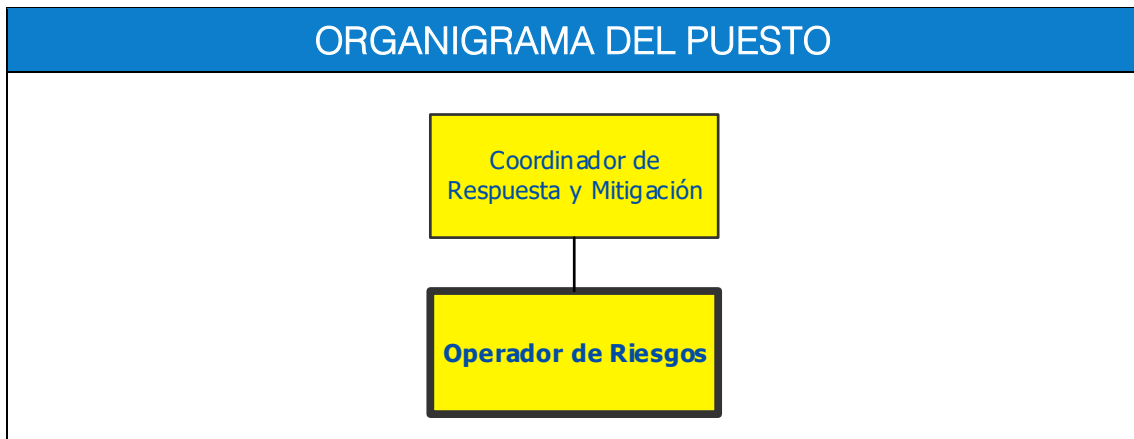 ORGANIGRAMA DEL PUESTO
Coordinador de
Respuesta y Mitigación
Operador de Riesgos